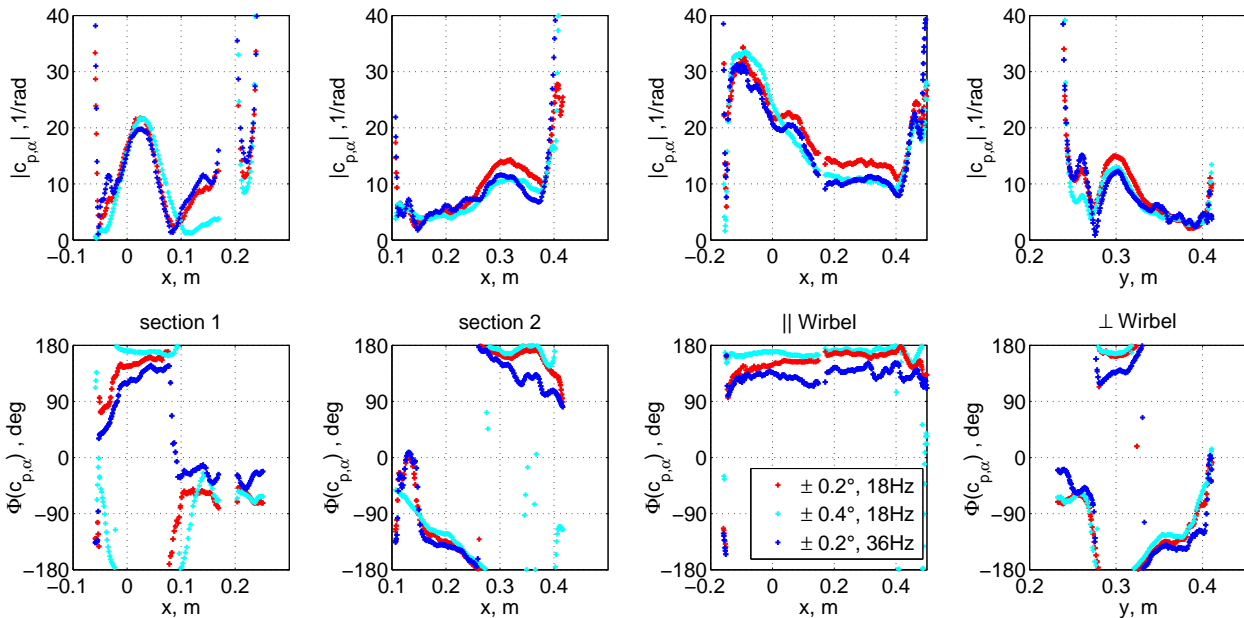 40
30
20
10
0
−0.1 0 0.1 0.2
x, m
|c_{p,α}| ,1/rad
40
30
20
10
0
0.1 0.2 0.3 0.4
x, m
|c_{p,α}| ,1/rad
40
30
20
10
0
−0.2 0 0.2 0.4
x, m
|c_{p,α}| ,1/rad
40
30
20
10
0
0.2 0.3 0.4
y, m
|c_{p,α}| ,1/rad
section 1
180
90
0
−90
−180
−0.1 0 0.1 0.2
x, m
Φ(c_{p,α}) , deg
section 2
180
90
0
−90
−180
0.1 0.2 0.3 0.4
x, m
Φ(c_{p,α}) , deg
|| Wirbel
180
90
0
−90
−180
−0.2 0 0.2 0.4
x, m
Φ(c_{p,α}) , deg
± 0.2°, 18Hz
± 0.4°, 18Hz
± 0.2°, 36Hz
⊥ Wirbel
180
90
0
−90
−180
0.2 0.3 0.4
y, m
Φ(c_{p,α}) , deg